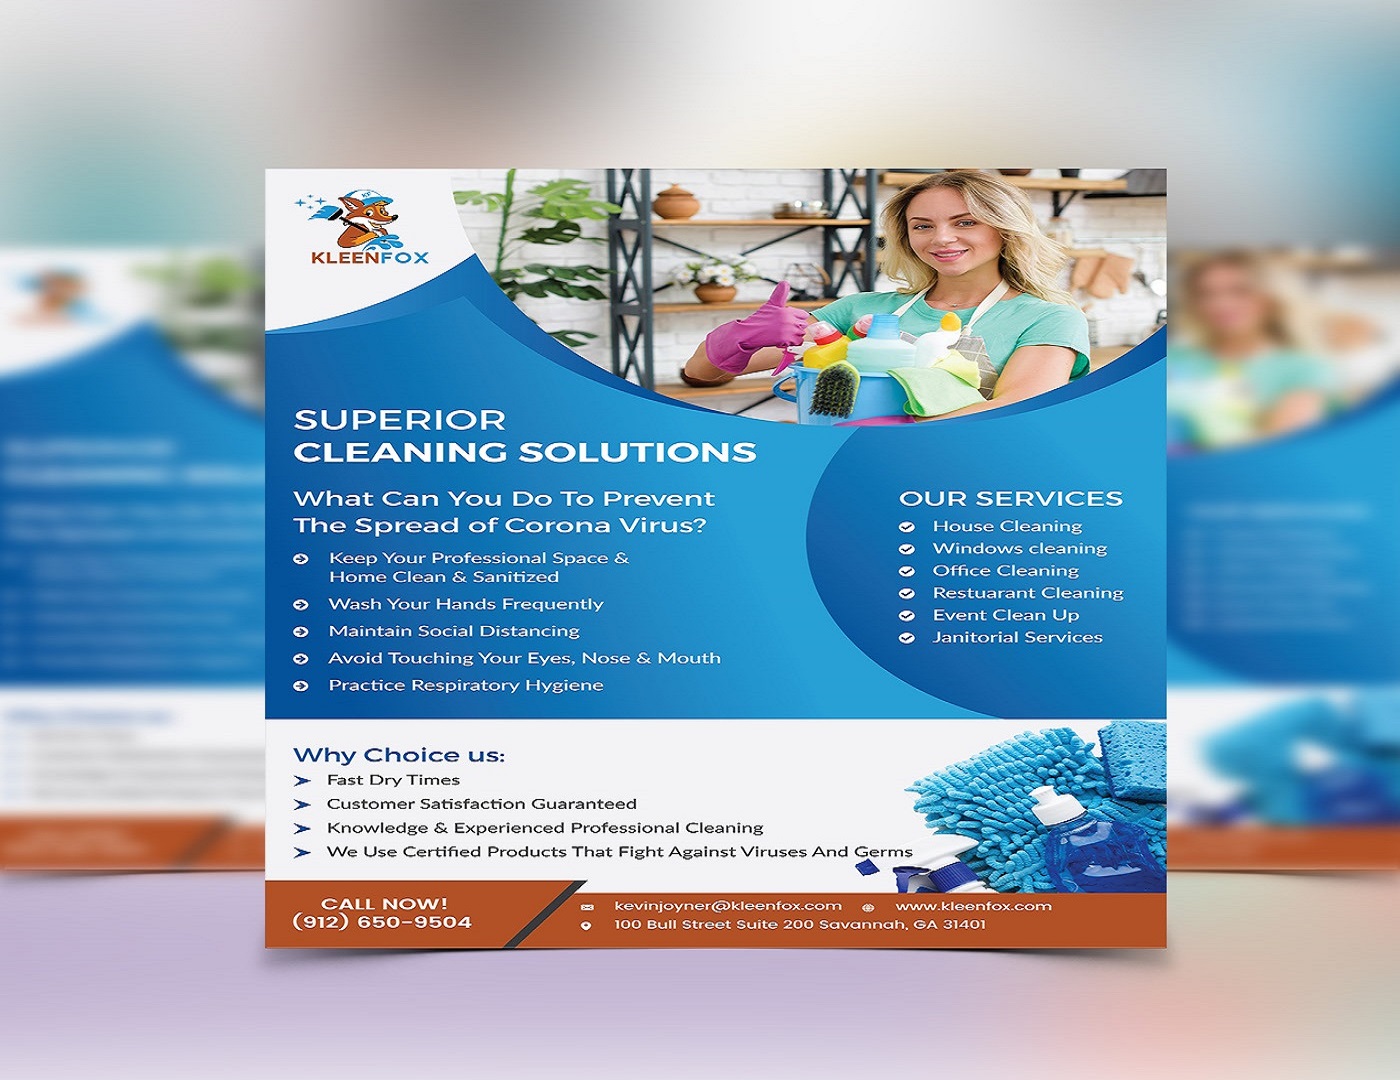 KF
KLEENFOX
SUPERIOR
CLEANING SOLUTIONS
What Can You Do To Prevent
The Spread of Corona Virus?
Keep Your Professional Space &
Home Clean & Sanitized
Wash Your Hands Frequently
Maintain Social Distancing
Avoid Touching Your Eyes, Nose & Mouth
Practice Respiratory Hygiene
OUR SERVICES
House Cleaning
Windows cleaning
Office Cleaning
Restuarant Cleaning
Event Clean Up
Janitorial Services
Why Choice us:
Fast Dry Times
Customer Satisfaction Guaranteed
Knowledge & Experienced Professional Cleaning
We Use Certified Products That Fight Against Viruses And Germs
CALL NOW!
(912) 650-9504
kevinjoyner@kleenfox.com www.kleenfox.com
100 Bull Street Suite 200 Savannah, GA 31401